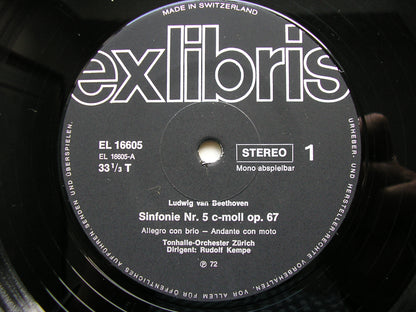 MADE IN SWITZERLAND
exlibris
EL 16605
EL 16605-A
33 1/3 T
STEREO 1
Mono abspielbar
Ludwig van Beethoven
Sinfonie Nr. 5 c-moll op. 67
Allegro con brio – Andante con moto
Tonhalle-Orchester Zürich
Dirigent: Rudolf Kempe
℗ 72
URHEBER- UND HERSTELLER-RECHTE VORBEHALTEN. VOR ALLEM FÜR ÖFFENTLICHES AUFFÜHREN, SENDEN UND ÜBERSPIELEN.